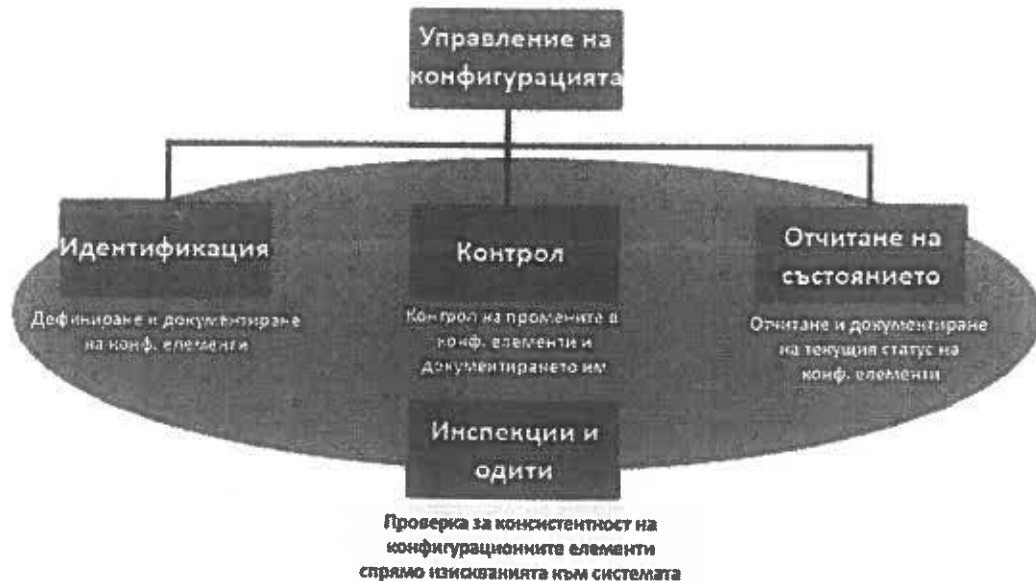 Управление на
конфигурацията
Идентификация
Дефиниране и документиране
на конф. елементи
Контрол
Контрол на промените в
конф. елементи и
документирането им
Отчитане на
състоянието
Отчитане и документиране
на текущия статус на
конф. елементи
Инспекции и
одити
Проверка за консистентност на
конфигурационните елементи
спрямо изискванията към системата